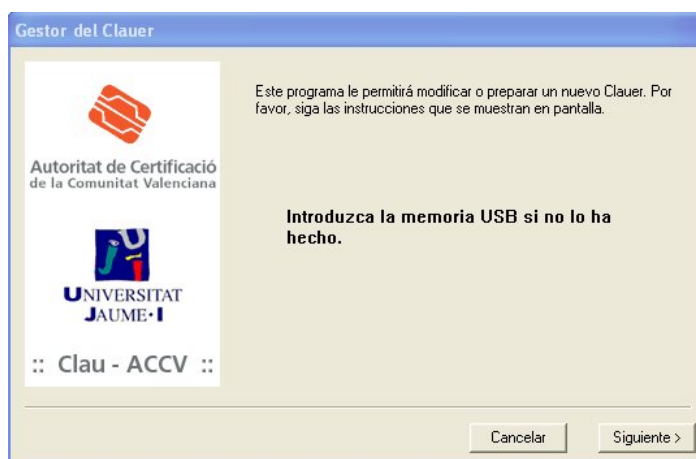 Gestor del Clauer
Este programa le permitirá modificar o preparar un nuevo Clauer. Por
favor, siga las instrucciones que se muestran en pantalla.
Autoritat de Certificació
de la Comunitat Valenciana
Introduzca la memoria USB si no lo ha
hecho.
UJI
UNIVERSITAT
JAUME·I
:: Clau - ACCV ::
Cancelar
Siguiente >